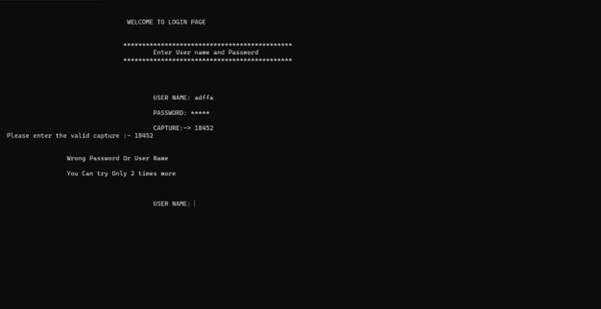 WELCOME TO LOGIN PAGE
*********************************************
Enter User name and Password
*********************************************
USER NAME: adffa
PASSWORD: *****
CAPTURE:-> 18452
Please enter the valid capture :- 18452
Wrong Password Or User Name
You Can try Only 2 times more
USER NAME: